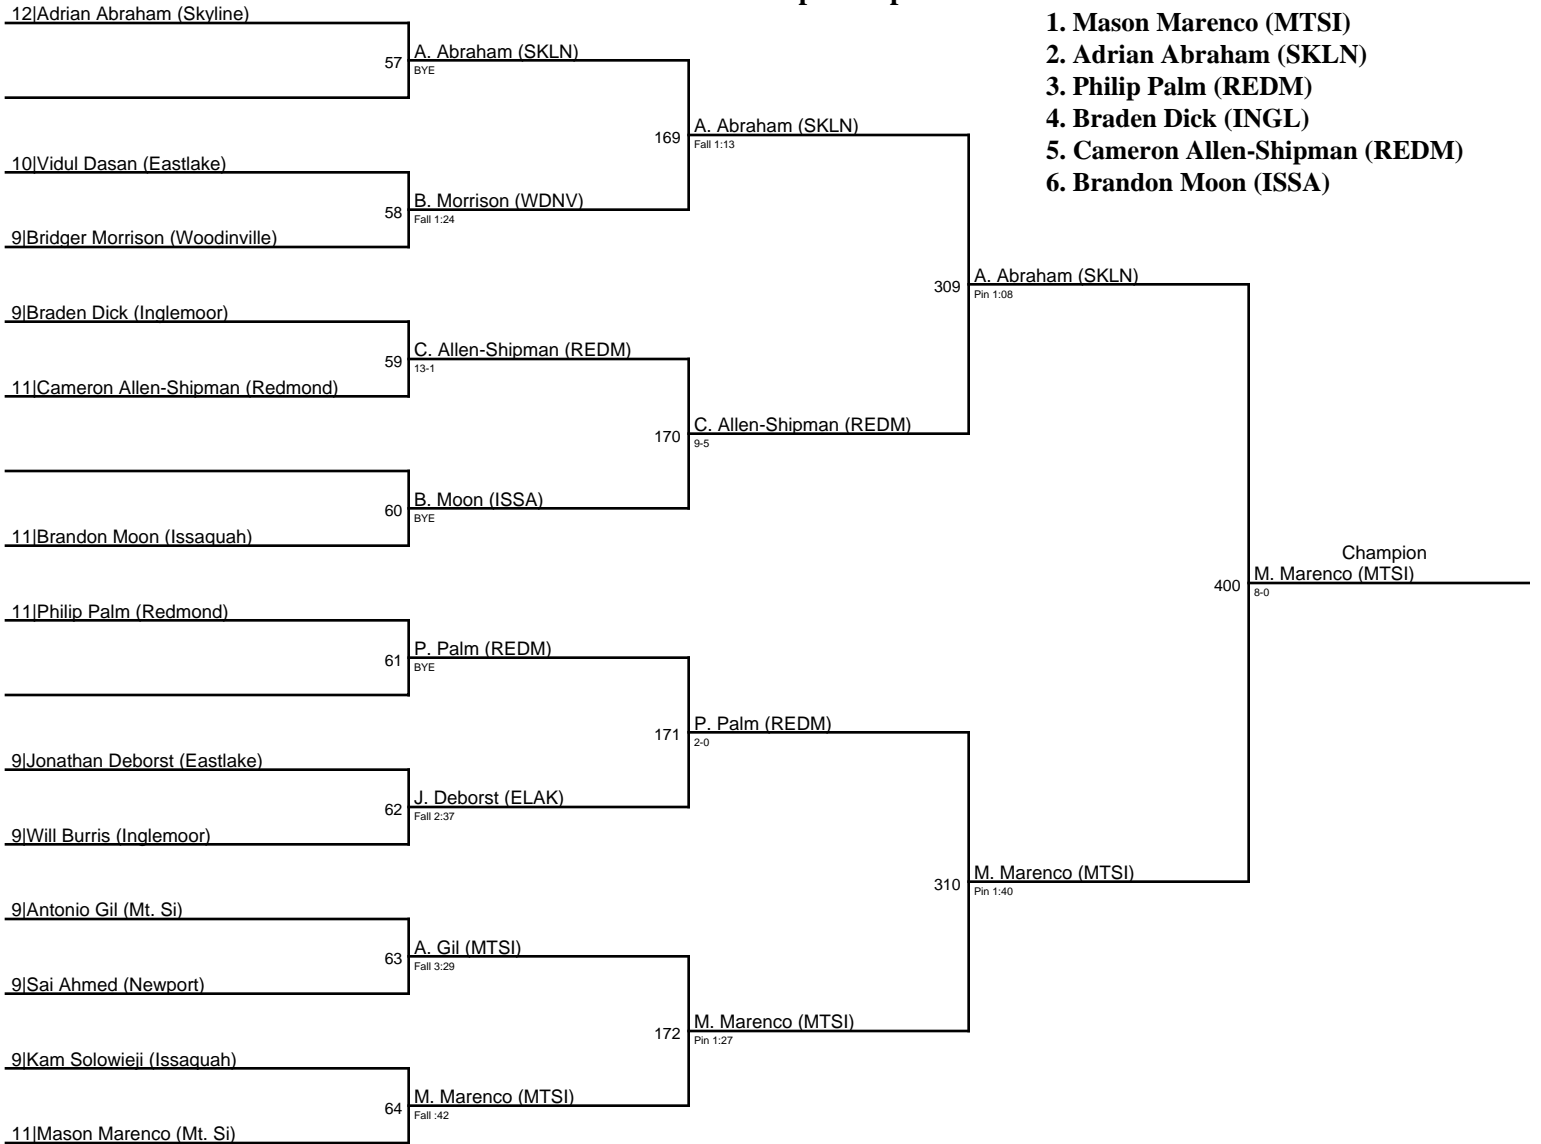 12|Adrian Abraham (Skyline)
57
A. Abraham (SKLN)
BYE
169
A. Abraham (SKLN)
Fall 1:13
10|Vidul Dasan (Eastlake)
58
B. Morrison (WDNV)
Fall 1:24
9|Bridger Morrison (Woodinville)
309
A. Abraham (SKLN)
Pin 1:08
9|Braden Dick (Inglemoor)
59
C. Allen-Shipman (REDM)
13-1
11|Cameron Allen-Shipman (Redmond)
170
C. Allen-Shipman (REDM)
9-5
60
B. Moon (ISSA)
BYE
11|Brandon Moon (Issaquah)
400
Champion
M. Marenco (MTSI)
8-0
11|Philip Palm (Redmond)
61
P. Palm (REDM)
BYE
171
P. Palm (REDM)
2-0
9|Jonathan Deborst (Eastlake)
62
J. Deborst (ELAK)
Fall 2:37
9|Will Burris (Inglemoor)
310
M. Marenco (MTSI)
Pin 1:40
9|Antonio Gil (Mt. Si)
63
A. Gil (MTSI)
Fall 3:29
9|Sai Ahmed (Newport)
172
M. Marenco (MTSI)
Pin 1:27
9|Kam Solowieji (Issaquah)
64
M. Marenco (MTSI)
Fall :42
11|Mason Marenco (Mt. Si)
1. Mason Marenco (MTSI)
2. Adrian Abraham (SKLN)
3. Philip Palm (REDM)
4. Braden Dick (INGL)
5. Cameron Allen-Shipman (REDM)
6. Brandon Moon (ISSA)